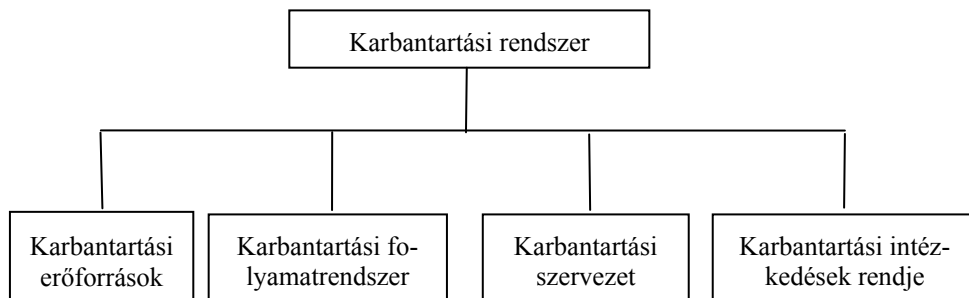 Karbantartási rendszer
Karbantartási
erőforrások
Karbantartási fo-
lyamatrendszer
Karbantartási
szervezet
Karbantartási intéz-
kedések rendje